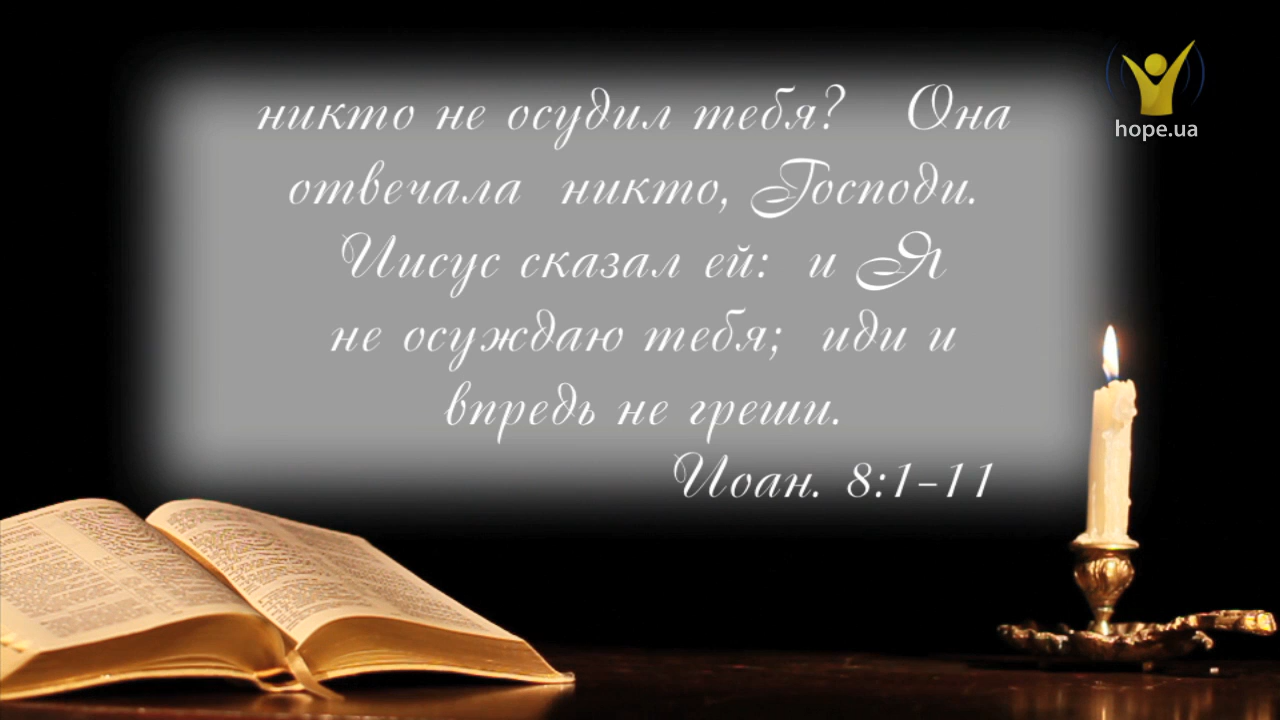 никто не осудил тебя? Она
отвечала никто, Господи.
Иисус сказал ей: и Я
не осуждаю тебя; иди и
впредь не греши.
Иоан. 8:1-11
hope.ua